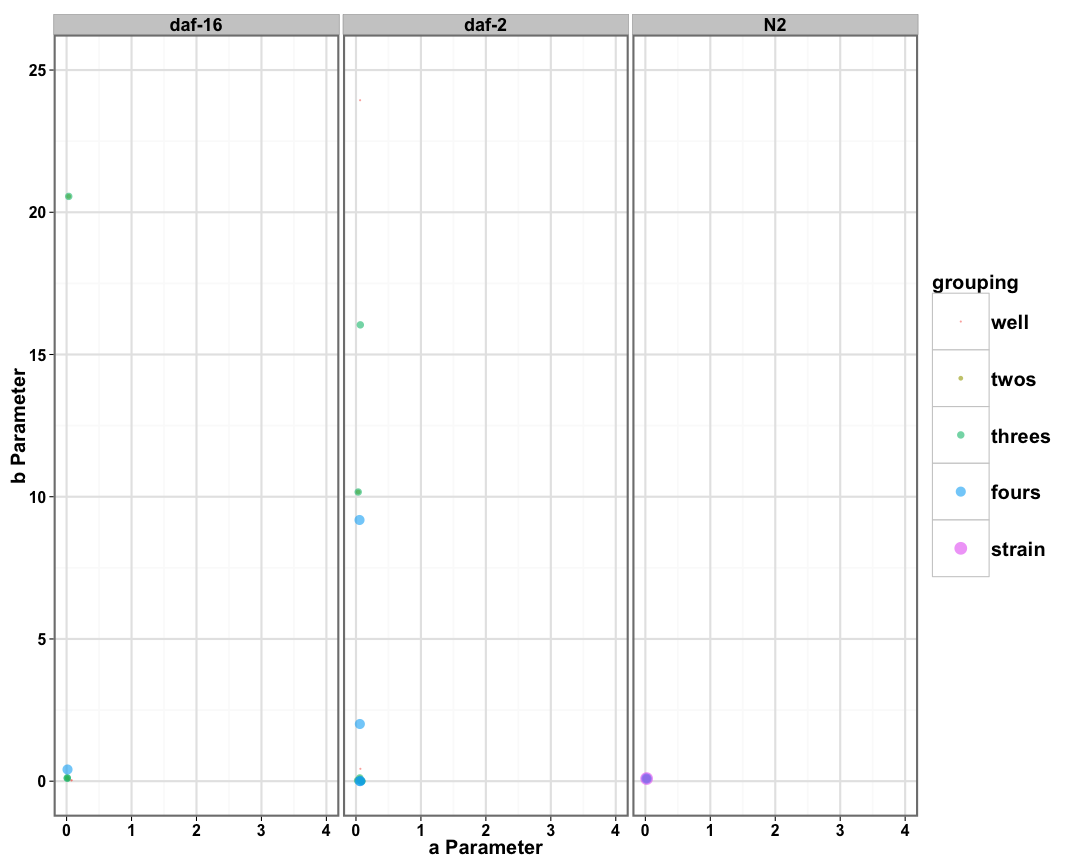 daf-16 daf-2 N2
25
20
15
10
5
0
b Parameter
0 1 2 3 4 0 1 2 3 4 0 1 2 3 4
a Parameter
grouping
well
twos
threes
fours
strain